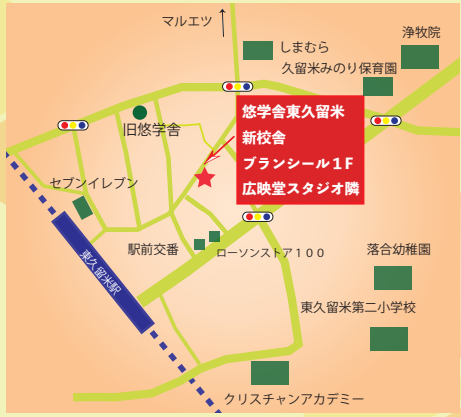 マルエツ
浄牧院
しまむら
久留米みのり保育園
悠学舎東久留米
新校舎
ブランシール１F
広映堂スタジオ隣
旧悠学舎
セブンイレブン
駅前交番
ローソンストア１００
落合幼稚園
東久留米駅
東久留米第二小学校
クリスチャンアカデミー